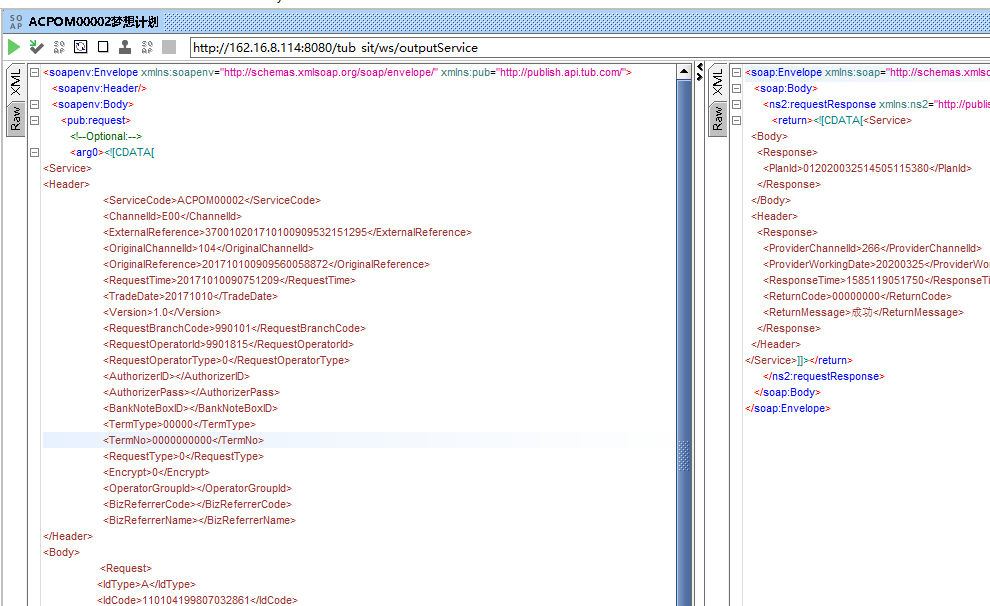 SO AP ACPOM00002梦想计划
http://162.16.8.114:8080/tub_sit/ws/outputService
XML
Raw
<soapenv:Envelope xmlns:soapenv="http://schemas.xmlsoap.org/soap/envelope/" xmlns:pub="http://publish.api.tub.com/">
<soapenv:Header/>
<soapenv:Body>
<pub:request>
<!--Optional:-->
<arg0><![CDATA[
<Service>
<Header>
<ServiceCode>ACPOM00002</ServiceCode>
<ChannelId>E00</ChannelId>
<ExternalReference>370010201710100909532151295</ExternalReference>
<OriginalChannelId>104</OriginalChannelId>
<OriginalReference>201710100909560058872</OriginalReference>
<RequestTime>20171010090751209</RequestTime>
<TradeDate>20171010</TradeDate>
<Version>1.0</Version>
<RequestBranchCode>990101</RequestBranchCode>
<RequestOperatorId>9901815</RequestOperatorId>
<RequestOperatorType>0</RequestOperatorType>
<AuthorizerID></AuthorizerID>
<AuthorizerPass></AuthorizerPass>
<BankNoteBoxID></BankNoteBoxID>
<TermType>00000</TermType>
<TermNo>0000000000</TermNo>
<RequestType>0</RequestType>
<Encrypt>0</Encrypt>
<OperatorGroupId></OperatorGroupId>
<BizReferrerCode></BizReferrerCode>
<BizReferrerName></BizReferrerName>
</Header>
<Body>
<Request>
<IdType>A</IdType>
<IdCode>110104199807032861</IdCode>
XML
Raw
<soap:Envelope xmlns:soap="http://schemas.xmlsc
<soap:Body>
<ns2:requestResponse xmlns:ns2="http://publi
<return><![CDATA[<Service>
<Body>
<Response>
<PlanId>012020032514505115380</PlanId>
</Response>
</Body>
<Header>
<Response>
<ProviderChannelId>266</ProviderChannelId>
<ProviderWorkingDate>20200325</ProviderWo
<ResponseTime>1585119051750</ResponseTi
<ReturnCode>00000000</ReturnCode>
<ReturnMessage>成功</ReturnMessage>
</Response>
</Header>
</Service>]]></return>
</ns2:requestResponse>
</soap:Body>
</soap:Envelope>